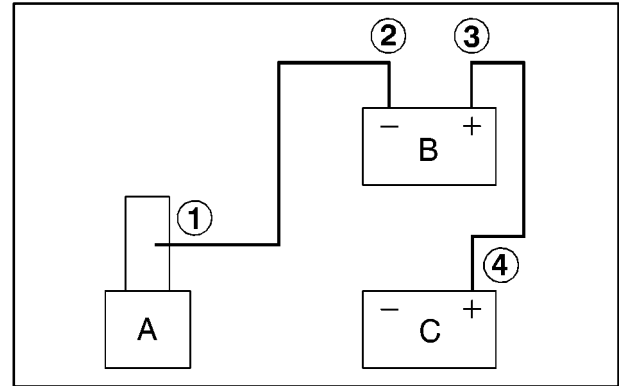 ② ③
− +
B
①
④
− +
A C